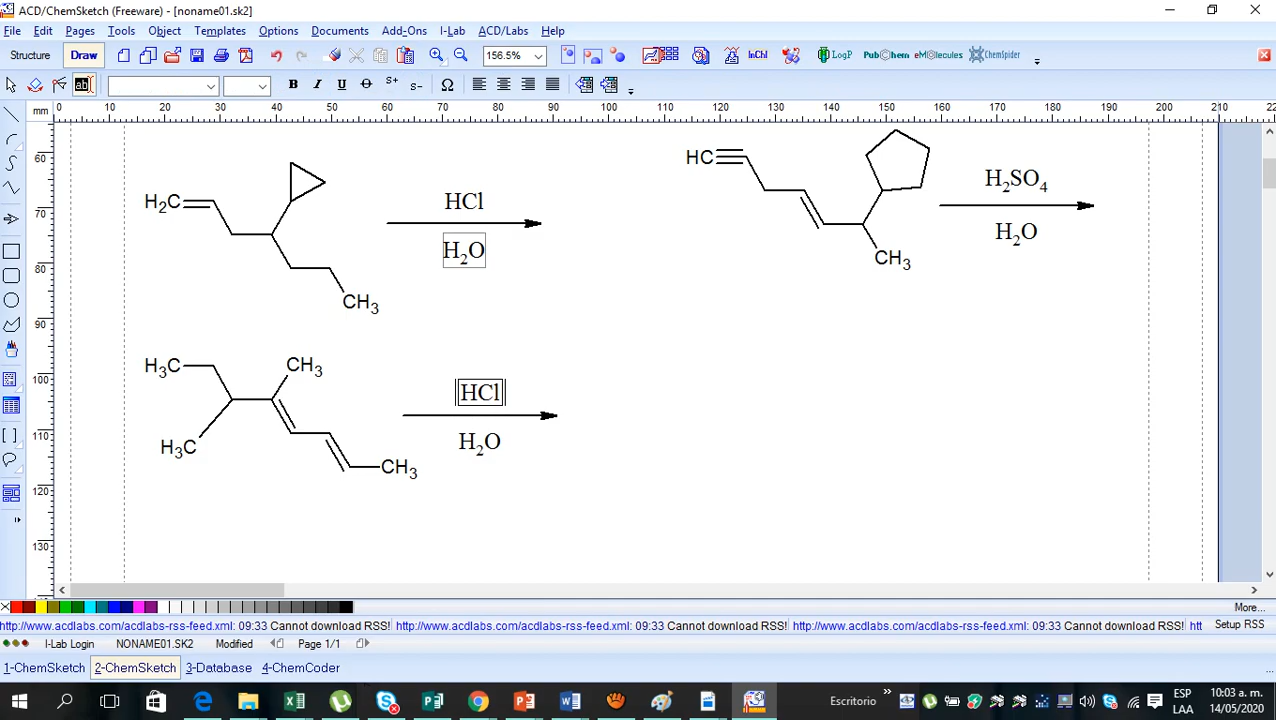 ACD/ChemSketch (Freeware) - [noname01.sk2]
File Edit Pages Tools Object Templates Options Documents Add-Ons I-Lab ACD/Labs Help
Structure Draw 156.5% InChI LogP PubChem eMolecules ChemSpider
ab B I U S+ S- Ω
mm 0 10 20 30 40 50 60 70 80 90 100 110 120 130 140 150 160 170 180 190 200 210 220
60
70
80
90
100
110
120
130
H2C
HCl
H2O
CH3
HC
H2SO4
H2O
CH3
H3C
CH3
H3C
CH3
HCl
H2O
More...
http://www.acdlabs.com/acdlabs-rss-feed.xml: 09:33 Cannot download RSS! http://www.acdlabs.com/acdlabs-rss-feed.xml: 09:33 Cannot download RSS! http://www.acdlabs.com/acdlabs-rss-feed.xml: 09:33 Cannot download RSS! htt Setup RSS
I-Lab Login NONAME01.SK2 Modified Page 1/1
1-ChemSketch 2-ChemSketch 3-Database 4-ChemCoder
Escritorio » ESP 10:03 a. m.
LAA 14/05/2020